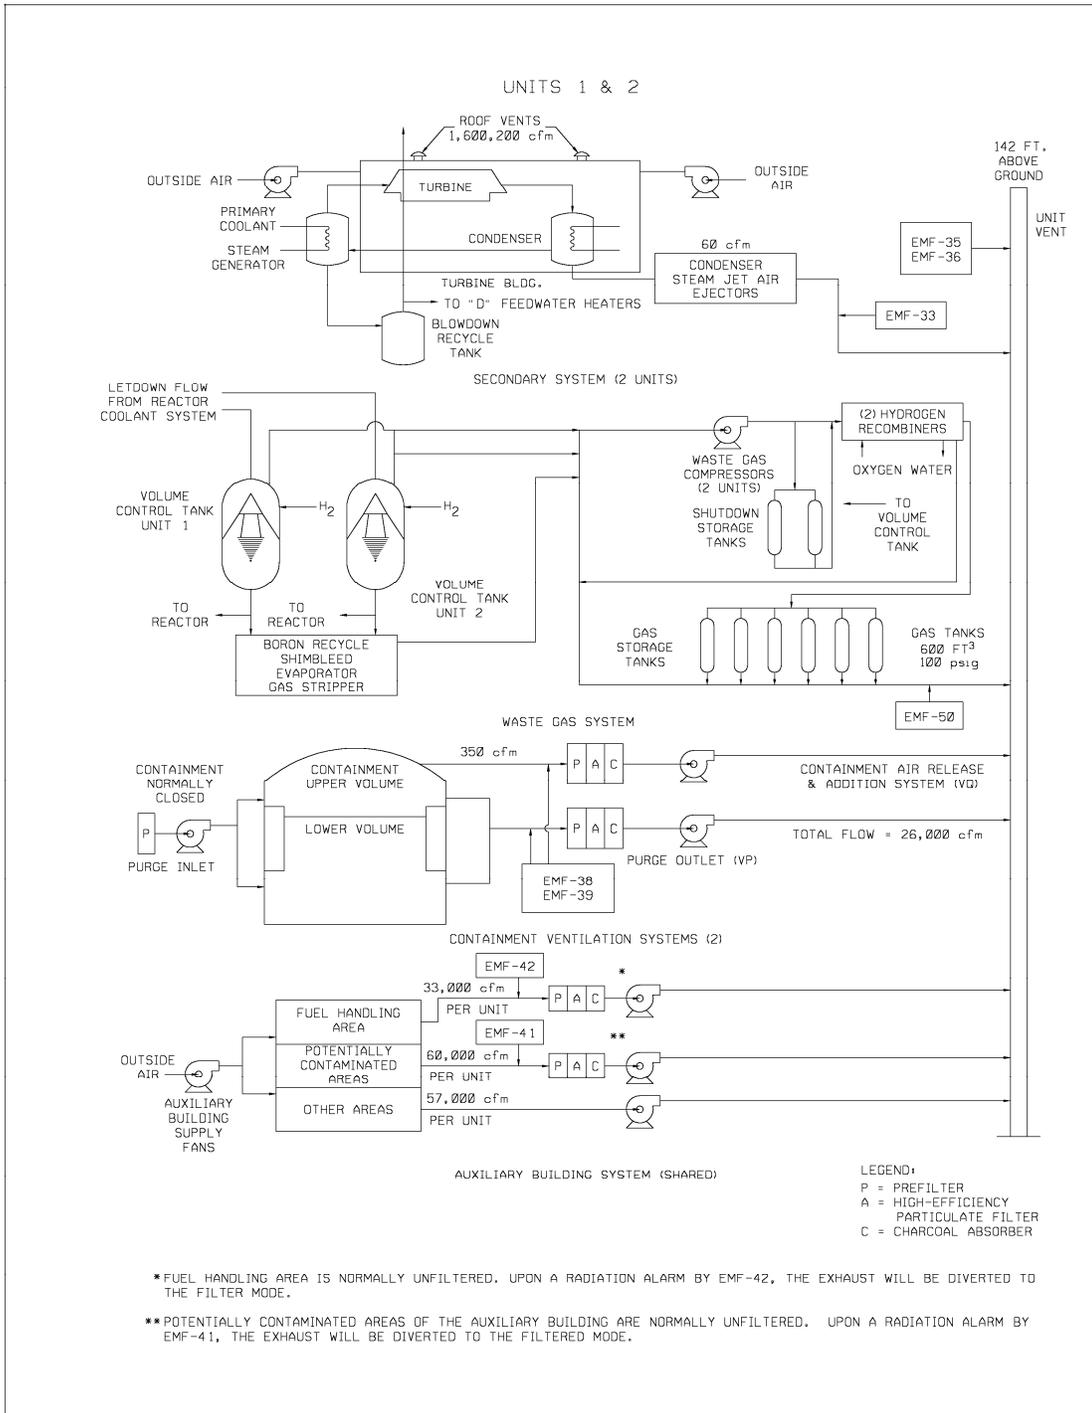 UNITS 1 & 2
ROOF VENTS
1,600,200 cfm
142 FT.
ABOVE
GROUND
OUTSIDE AIR
OUTSIDE
AIR
TURBINE
PRIMARY
COOLANT
UNIT
VENT
STEAM
GENERATOR
CONDENSER
60 cfm
EMF-35
EMF-36
CONDENSER
STEAM JET AIR
EJECTORS
TURBINE BLDG.
TO "D" FEEDWATER HEATERS
EMF-33
BLOWDOWN
RECYCLE
TANK
SECONDARY SYSTEM (2 UNITS)
LETDOWN FLOW
FROM REACTOR
COOLANT SYSTEM
(2) HYDROGEN
RECOMBINERS
WASTE GAS
COMPRESSORS
(2 UNITS)
OXYGEN WATER
VOLUME
CONTROL TANK
UNIT 1
H2
H2
SHUTDOWN
STORAGE
TANKS
TO
VOLUME
CONTROL
TANK
VOLUME
CONTROL TANK
UNIT 2
TO
REACTOR
TO
REACTOR
BORON RECYCLE
SHIMBLEED
EVAPORATOR
GAS STRIPPER
GAS
STORAGE
TANKS
GAS TANKS
600 FT3
100 psig
EMF-50
WASTE GAS SYSTEM
350 cfm
CONTAINMENT
NORMALLY
CLOSED
CONTAINMENT
UPPER VOLUME
P A C
CONTAINMENT AIR RELEASE
& ADDITION SYSTEM (VQ)
P
LOWER VOLUME
P A C
TOTAL FLOW = 26,000 cfm
PURGE INLET
PURGE OUTLET (VP)
EMF-38
EMF-39
CONTAINMENT VENTILATION SYSTEMS (2)
EMF-42
*
33,000 cfm
PER UNIT
P A C
FUEL HANDLING
AREA
EMF-41
**
OUTSIDE
AIR
POTENTIALLY
CONTAMINATED
AREAS
60,000 cfm
PER UNIT
P A C
AUXILIARY
BUILDING
SUPPLY
FANS
OTHER AREAS
57,000 cfm
PER UNIT
AUXILIARY BUILDING SYSTEM (SHARED)
LEGEND:
P = PREFILTER
A = HIGH-EFFICIENCY
PARTICULATE FILTER
C = CHARCOAL ABSORBER
* FUEL HANDLING AREA IS NORMALLY UNFILTERED. UPON A RADIATION ALARM BY EMF-42, THE EXHAUST WILL BE DIVERTED TO
THE FILTER MODE.
** POTENTIALLY CONTAMINATED AREAS OF THE AUXILIARY BUILDING ARE NORMALLY UNFILTERED. UPON A RADIATION ALARM BY
EMF-41, THE EXHAUST WILL BE DIVERTED TO THE FILTERED MODE.